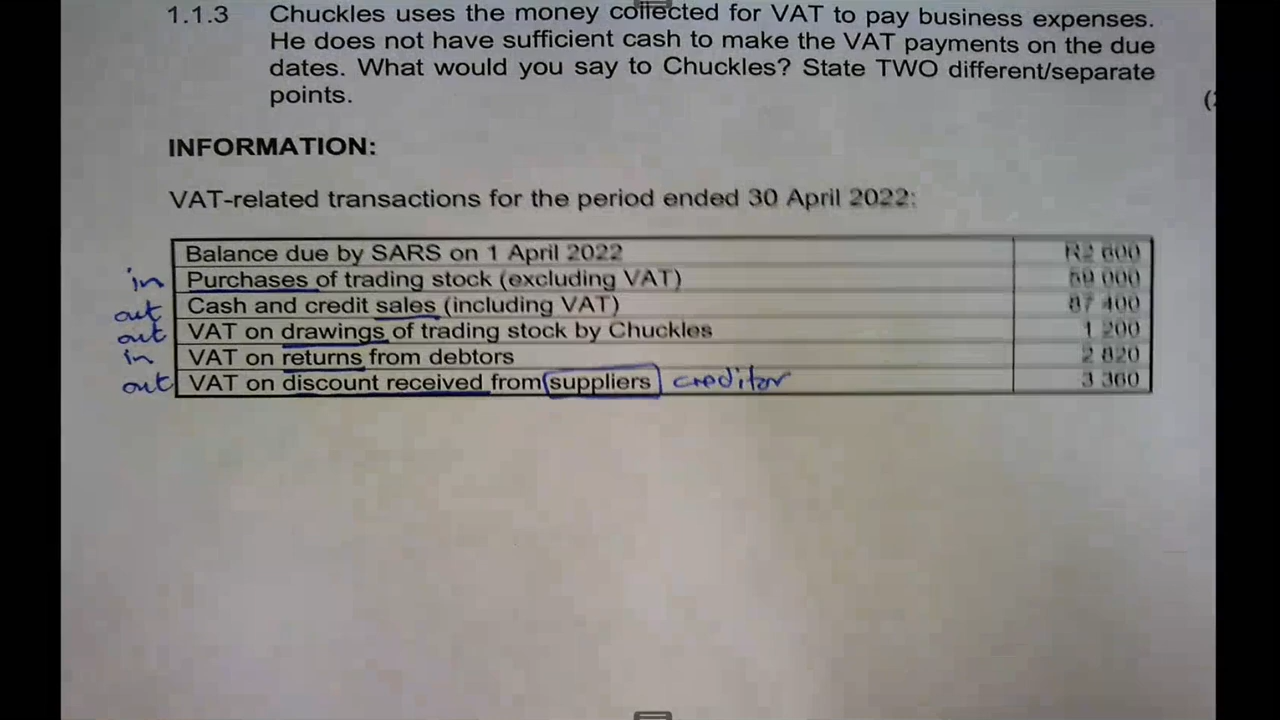 1.1.3 Chuckles uses the money collected for VAT to pay business expenses.
He does not have sufficient cash to make the VAT payments on the due
dates. What would you say to Chuckles? State TWO different/separate
points.
INFORMATION:
VAT-related transactions for the period ended 30 April 2022:
Balance due by SARS on 1 April 2022 R2 600
in Purchases of trading stock (excluding VAT) 000
out Cash and credit sales (including VAT) 87 400
out VAT on drawings of trading stock by Chuckles 1 200
in VAT on returns from debtors 2 820
out VAT on discount received from suppliers creditor 3 360